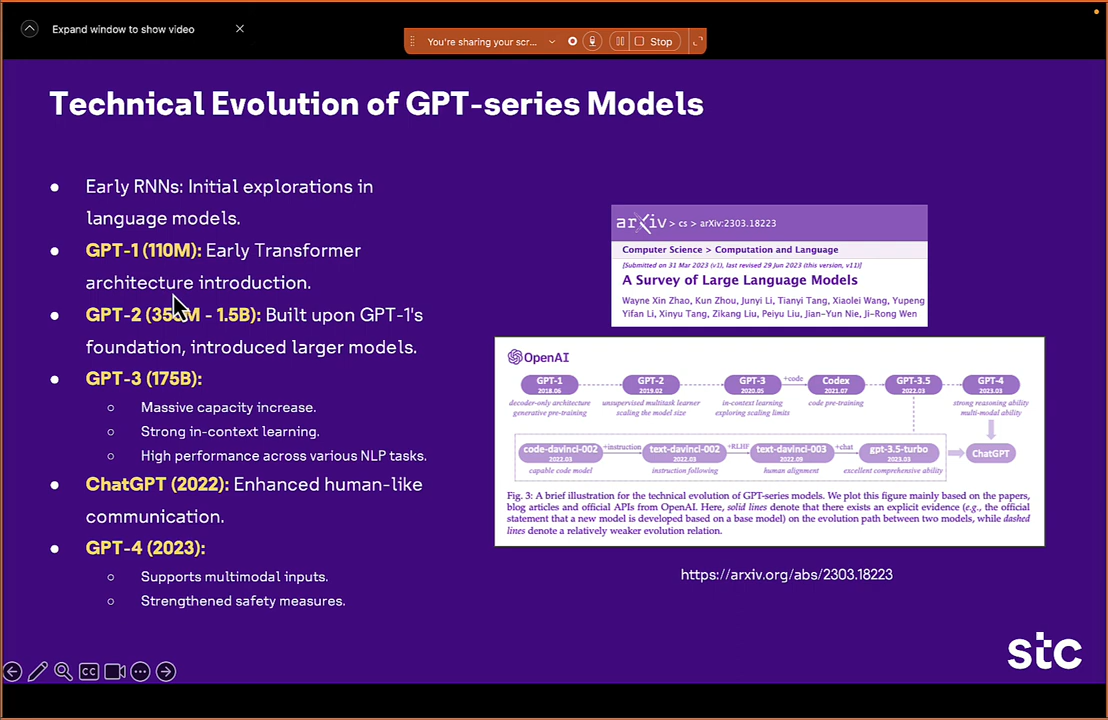 Expand window to show video
You're sharing your scr...
Stop
Technical Evolution of GPT-series Models
Early RNNs: Initial explorations in
language models.
GPT-1 (110M): Early Transformer
architecture introduction.
GPT-2 (M - 1.5B): Built upon GPT-1's
foundation, introduced larger models.
GPT-3 (175B):
Massive capacity increase.
Strong in-context learning.
High performance across various NLP tasks.
ChatGPT (2022): Enhanced human-like
communication.
GPT-4 (2023):
Supports multimodal inputs.
Strengthened safety measures.
arXiv > cs > arXiv:2303.18223
Computer Science > Computation and Language
[Submitted on 31 Mar 2023 (v1), last revised 29 Jun 2023 (this version, v11)]
A Survey of Large Language Models
Wayne Xin Zhao, Kun Zhou, Junyi Li, Tianyi Tang, Xiaolei Wang, Yupeng
Yifan Li, Xinyu Tang, Zikang Liu, Peiyu Liu, Jian-Yun Nie, Ji-Rong Wen
OpenAI
GPT-1 GPT-2 GPT-3 +code Codex GPT-3.5 GPT-4
2018.06 2019.02 2020.05 2021.07 2022.03 2023.03
decoder-only architecture unsupervised multitask learner in-context learning code pre-training strong reasoning ability
generative pre-training scaling the model size exploring scaling limits multi-modal ability
code-davinci-002 +instruction text-davinci-002 +RLHF text-davinci-003 +chat gpt-3.5-turbo ChatGPT
2022.03 2022.03 2022.09 2023.03
capable code model instruction following human alignment excellent comprehensive ability
Fig. 3: A brief illustration for the technical evolution of GPT-series models. We plot this figure mainly based on the papers,
blog articles and official APIs from OpenAI. Here, solid lines denote that there exists an explicit evidence (e.g., the official
statement that a new model is developed based on a base model) on the evolution path between two models, while dashed
lines denote a relatively weaker evolution relation.
https://arxiv.org/abs/2303.18223
stc
CC